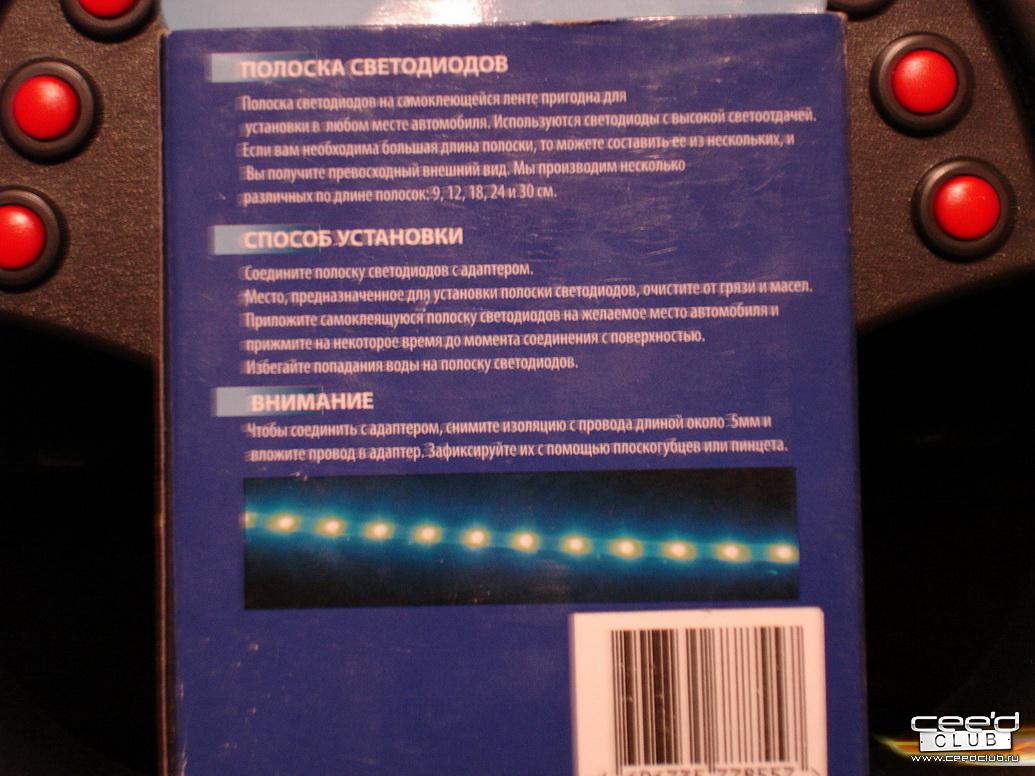 ПОЛОСКА СВЕТОДИОДОВ
Полоска светодиодов на самоклеющейся ленте пригодна для
установки в любом месте автомобиля. Используются светодиоды с высокой светоотдачей.
Если вам необходима большая длина полоски, то можете составить ее из нескольких, и
Вы получите превосходный внешний вид. Мы производим несколько
различных по длине полосок: 9, 12, 18, 24 и 30 см.
СПОСОБ УСТАНОВКИ
Соедините полоску светодиодов с адаптером.
Место, предназначенное для установки полоски светодиодов, очистите от грязи и масел.
Приложите самоклеящуюся полоску светодиодов на желаемое место автомобиля и
прижмите на некоторое время до момента соединения с поверхностью.
Избегайте попадания воды на полоску светодиодов.
ВНИМАНИЕ
Чтобы соединить с адаптером, снимите изоляцию с провода длиной около 5мм и
вложите провод в адаптер. Зафиксируйте их с помощью плоскогубцев или пинцета.
cee'd
CLUB
www.ceedclub.ru